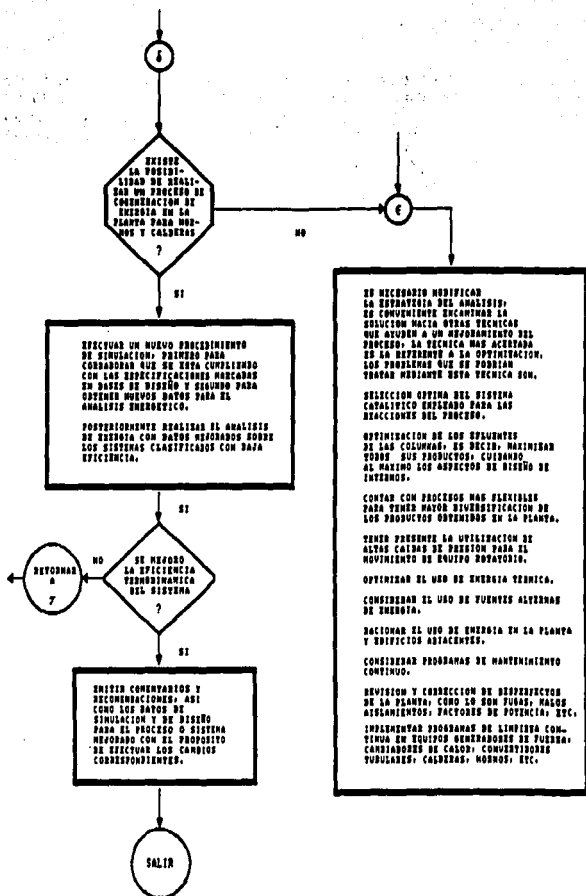 δ
EXISTE
LA POSIBI-
LIDAD DE REALI-
ZAR UN PROCESO DE
COGENERACION DE
ENERGIA EN LA
PLANTA PARA HOR-
NOS Y CALDERAS
?
NO
ϵ
SI
EFECTUAR UN NUEVO PROCEDIMIENTO
DE SIMULACION; PRIMERO PARA
CORROBORAR QUE SE ESTA CUMPLIENDO
CON LAS ESPECIFICACIONES MARCADAS
EN BASES DE DISEÑO Y SEGUNDO PARA
OBTENER NUEVOS DATOS PARA EL
ANALISIS ENERGETICO.
POSTERIORMENTE REALIZAR EL ANALISIS
DE ENERGIA CON DATOS MEJORADOS SOBRE
LOS SISTEMAS CLASIFICADOS CON BAJA
EFICIENCIA.
SI
SE MEJORO
LA EFICIENCIA
TERMODINAMICA
DEL SISTEMA
?
NO
RETORNAR
A
SI
EMITIR COMENTARIOS Y
RECOMENDACIONES; ASI
COMO LOS DATOS DE
SIMULACION Y DE DISEÑO
PARA EL PROCESO O SISTEMA
MEJORADO CON EL PROPOSITO
DE EFECTUAR LOS CAMBIOS
CORRESPONDIENTES.
SALIR
ES NECESARIO MODIFICAR
LA ESTRATEGIA DEL ANALISIS;
ES CONVENIENTE ENCAMINAR LA
SOLUCION HACIA OTRAS TECNICAS
QUE AYUDEN A UN MEJORAMIENTO DEL
PROCESO; LA TECNICA MAS ACERTADA
ES LA REFERENTE A LA OPTIMIZACION.
LOS PROBLEMAS QUE SE PODRIAN
TRATAR MEDIANTE ESTA TECNICA SON.
SELECCION OPTIMA DEL SISTEMA
CATALITICO EMPLEADO PARA LAS
REACCIONES DEL PROCESO.
OPTIMIZACION DE LOS EFLUENTES
DE LAS COLUMNAS; ES DECIR; MAXIMIZAR
TODOS SUS PRODUCTOS; CUIDANDO
AL MAXIMO LOS ASPECTOS DE DISEÑO DE
INTERNOS.
CONTAR CON PROCESOS MAS FLEXIBLES
PARA TENER MAYOR DIVERSIFICACION DE
LOS PRODUCTOS OBTENIDOS EN LA PLANTA.
TENER PRESENTE LA UTILIZACION DE
ALTAS CAIDAS DE PRESION PARA EL
MOVIMIENTO DE EQUIPO ROTATORIO.
OPTIMIZAR EL USO DE ENERGIA TERMICA.
CONSIDERAR EL USO DE FUENTES ALTERNAS
DE ENERGIA.
RACIONAR EL USO DE ENERGIA EN LA PLANTA
Y EDIFICIOS ADYACENTES.
CONSIDERAR PROGRAMAS DE MANTENIMIENTO
CONTINUO.
REVISION Y CORRECCION DE DESPERFECTOS
DE LA PLANTA; COMO LO SON FUGAS; MALOS
AISLAMIENTOS; FACTORES DE POTENCIA; ETC.
IMPLEMENTAR PROGRAMAS DE LIMPIEZA CON-
TINUA EN EQUIPOS GENERADORES DE FUERZA;
CAMBIADORES DE CALOR; CONVERTIDORES
TUBULARES; CALDERAS; HORNOS; ETC.